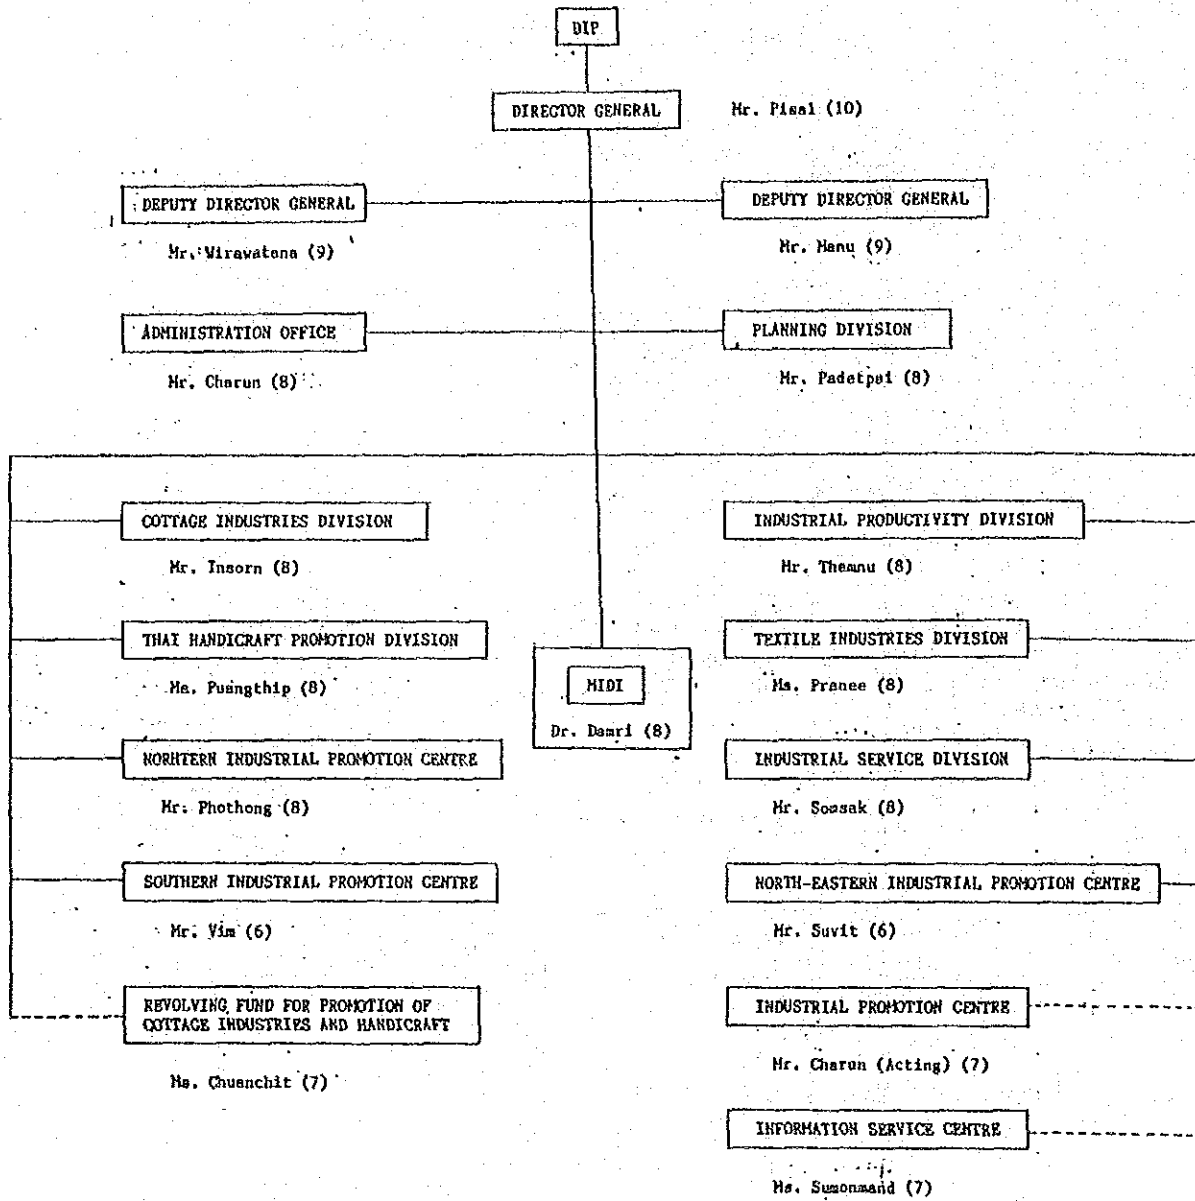 DIP
DIRECTOR GENERAL
Mr. Pisal (10)
DEPUTY DIRECTOR GENERAL
Mr. Wirawatana (9)
DEPUTY DIRECTOR GENERAL
Mr. Manu (9)
ADMINISTRATION OFFICE
Mr. Charun (8)
PLANNING DIVISION
Mr. Padetpai (8)
COTTAGE INDUSTRIES DIVISION
Mr. Insorn (8)
INDUSTRIAL PRODUCTIVITY DIVISION
Mr. Thamnu (8)
THAI HANDICRAFT PROMOTION DIVISION
Ms. Puangthip (8)
MIDI
Dr. Damri (8)
TEXTILE INDUSTRIES DIVISION
Ms. Pranee (8)
NORHTERN INDUSTRIAL PROMOTION CENTRE
Mr. Phothong (8)
INDUSTRIAL SERVICE DIVISION
Mr. Somsak (8)
SOUTHERN INDUSTRIAL PROMOTION CENTRE
Mr. Vim (6)
NORTH-EASTERN INDUSTRIAL PROMOTION CENTRE
Mr. Suvit (6)
REVOLVING FUND FOR PROMOTION OF
COTTAGE INDUSTRIES AND HANDICRAFT
Ms. Chuanchit (7)
INDUSTRIAL PROMOTION CENTRE
Mr. Charun (Acting) (7)
INFORMATION SERVICE CENTRE
Ms. Sumonmand (7)